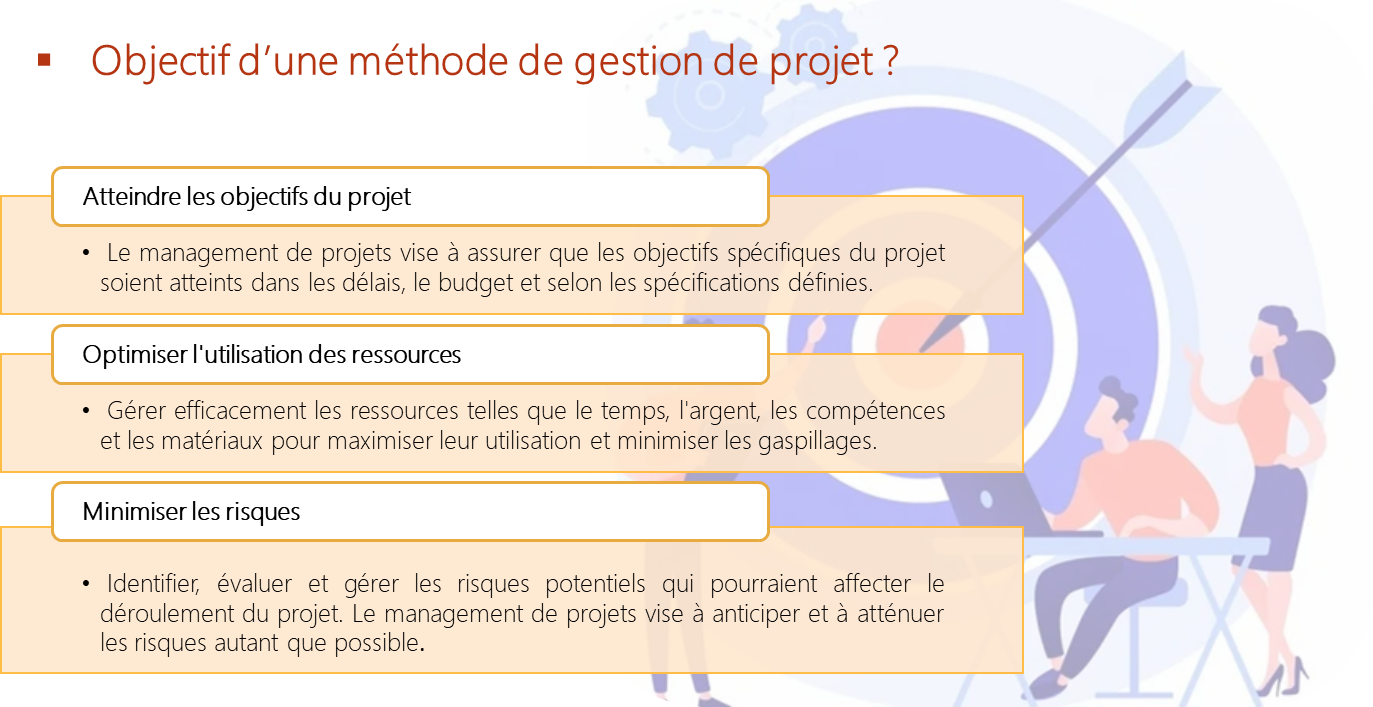 ▪ Objectif d’une méthode de gestion de projet ?
Atteindre les objectifs du projet
• Le management de projets vise à assurer que les objectifs spécifiques du projet
soient atteints dans les délais, le budget et selon les spécifications définies.
Optimiser l'utilisation des ressources
• Gérer efficacement les ressources telles que le temps, l'argent, les compétences
et les matériaux pour maximiser leur utilisation et minimiser les gaspillages.
Minimiser les risques
• Identifier, évaluer et gérer les risques potentiels qui pourraient affecter le
déroulement du projet. Le management de projets vise à anticiper et à atténuer
les risques autant que possible.